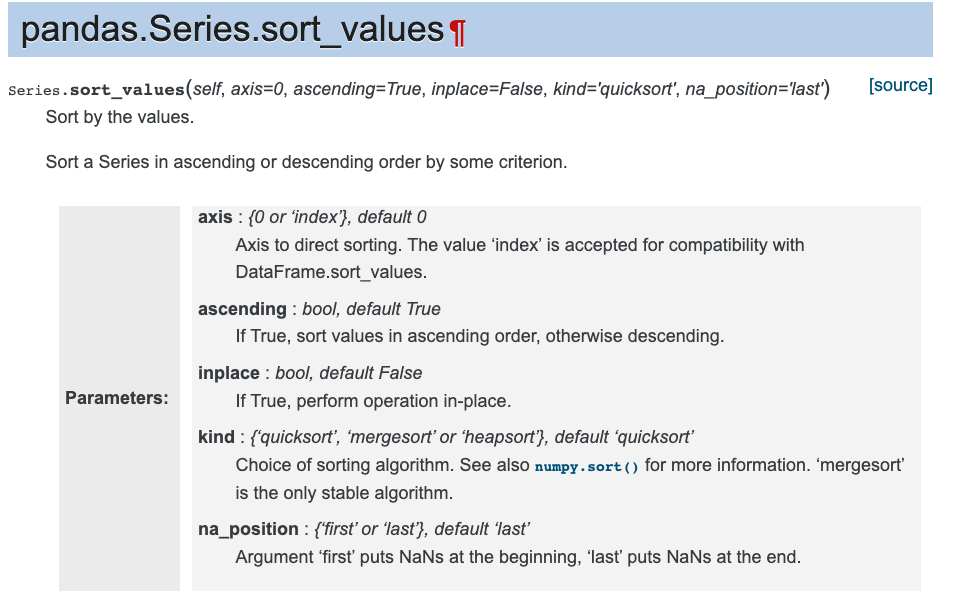 pandas.Series.sort_values¶
Series.sort_values(self, axis=0, ascending=True, inplace=False, kind='quicksort', na_position='last') [source]
Sort by the values.
Sort a Series in ascending or descending order by some criterion.
Parameters:
axis : {0 or ‘index’}, default 0
Axis to direct sorting. The value ‘index’ is accepted for compatibility with
DataFrame.sort_values.
ascending : bool, default True
If True, sort values in ascending order, otherwise descending.
inplace : bool, default False
If True, perform operation in-place.
kind : {‘quicksort’, ‘mergesort’ or ‘heapsort’}, default ‘quicksort’
Choice of sorting algorithm. See also numpy.sort() for more information. ‘mergesort’
is the only stable algorithm.
na_position : {‘first’ or ‘last’}, default ‘last’
Argument ‘first’ puts NaNs at the beginning, ‘last’ puts NaNs at the end.